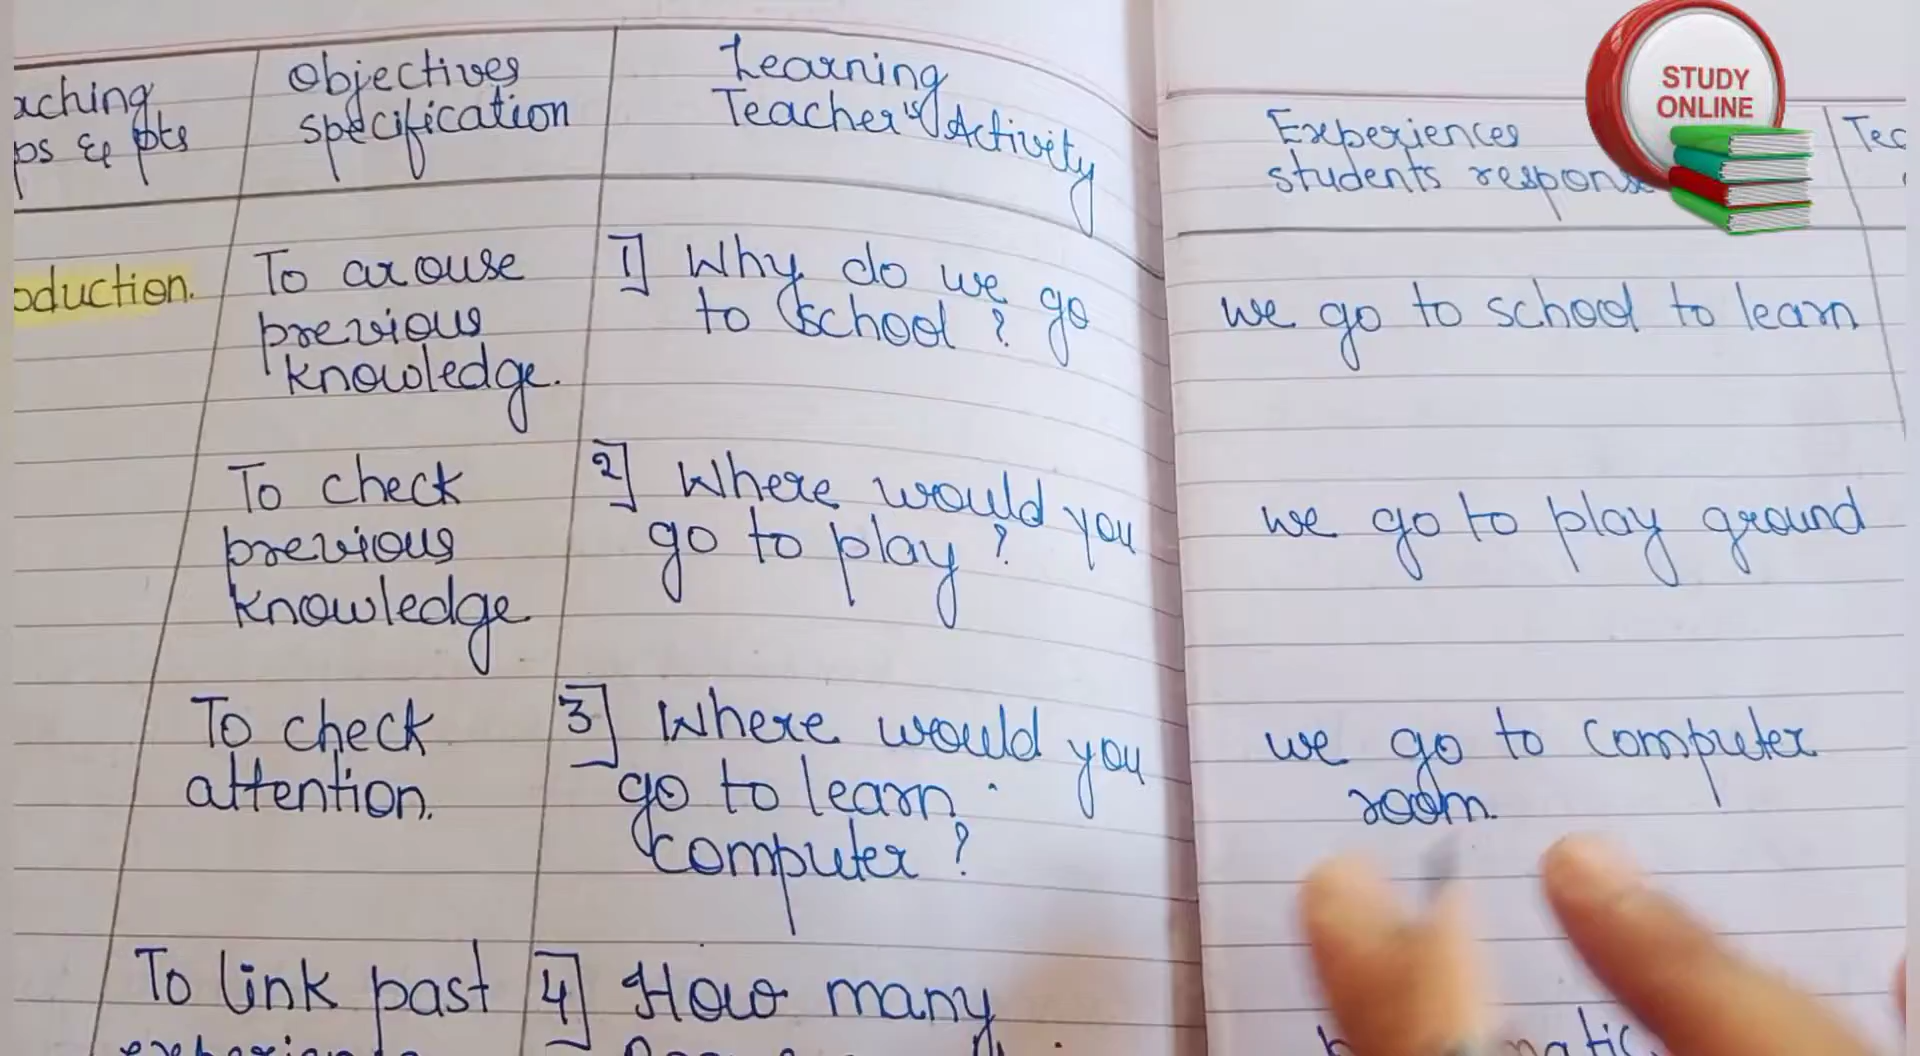 aching
ps & pts
Objectives
specification
Learning
Teacher's Activity
Experiences
students respons
Tec
STUDY
ONLINE
oduction.
To arouse
previous
knowledge.
1] Why do we go
to school ?
we go to school to learn
To check
previous
knowledge
2] Where would you
go to play ?
we go to play ground
To check
attention.
3] Where would you
go to learn
computer ?
we go to computer
room.
To link past
4] How many